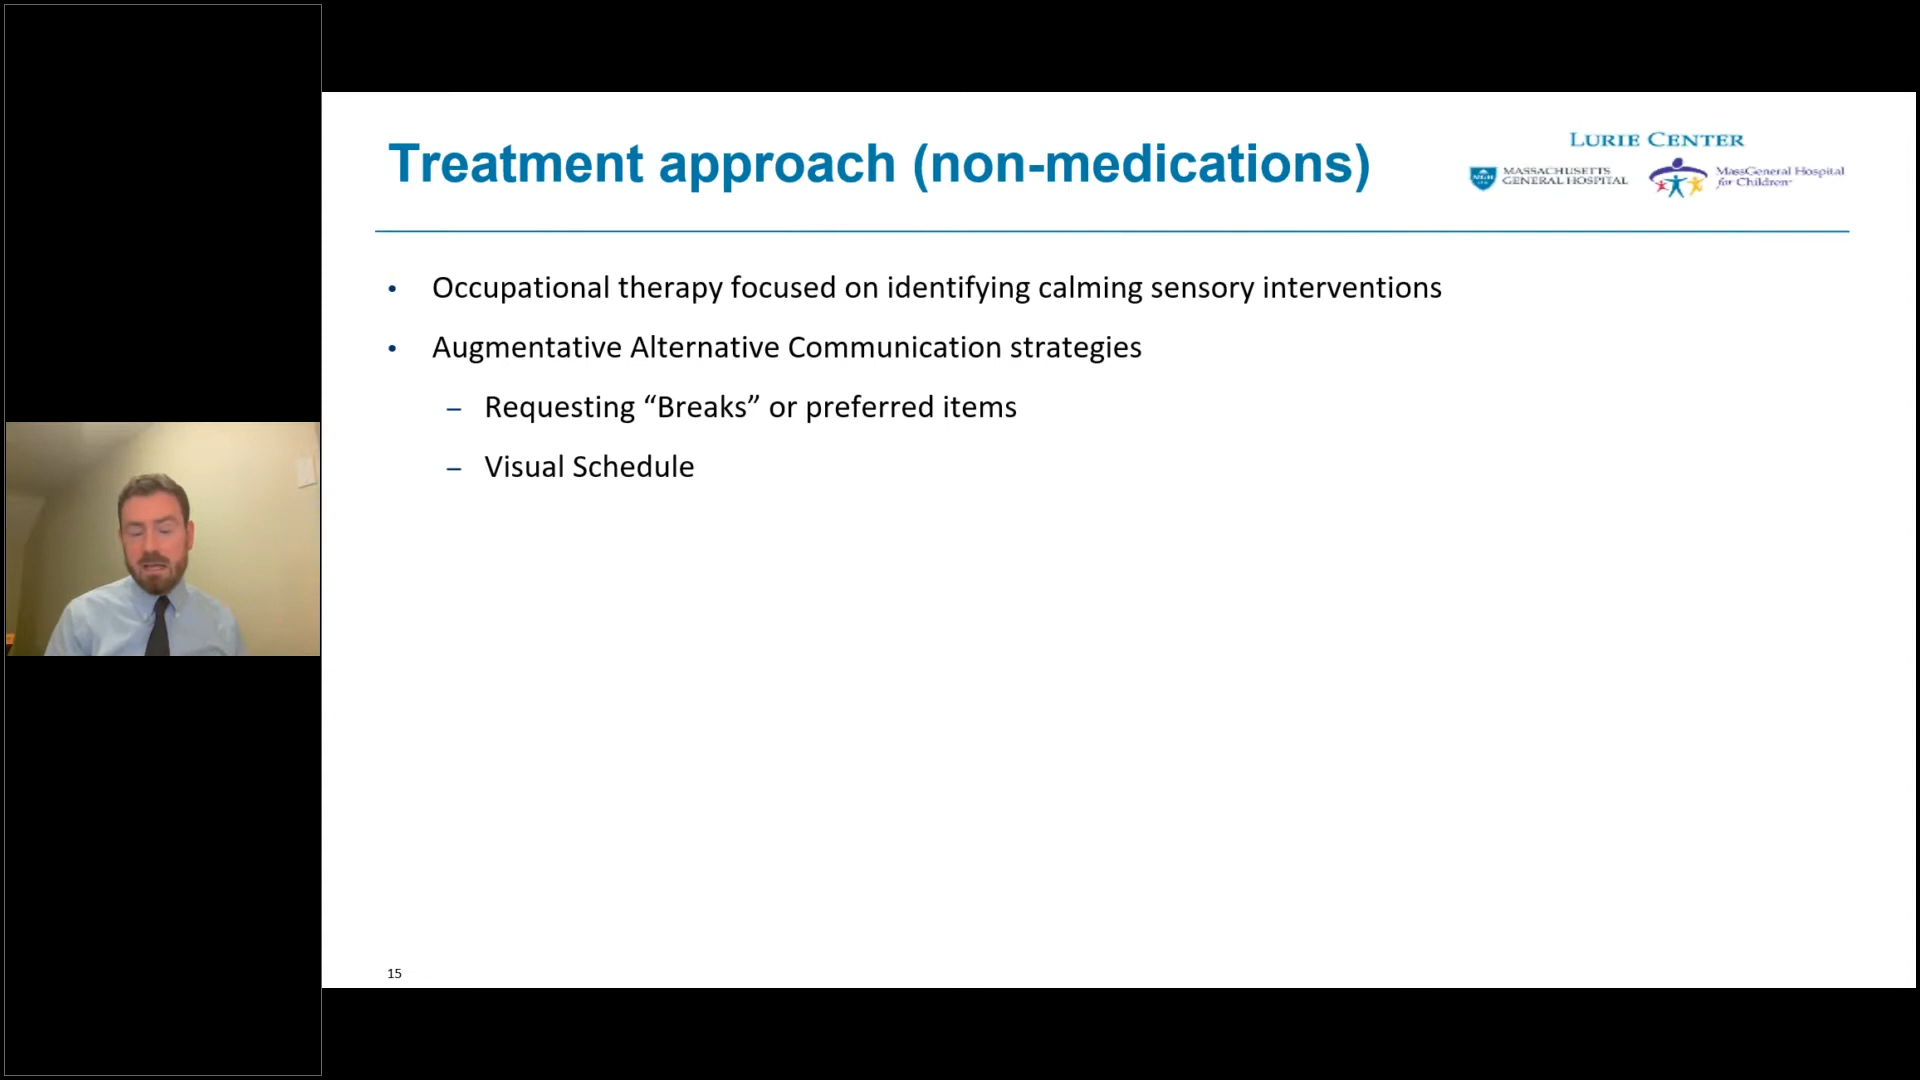 Treatment approach (non-medications)
LURIE CENTER
MASSACHUSETTS
GENERAL HOSPITAL
MassGeneral Hospital
for Children
• Occupational therapy focused on identifying calming sensory interventions
• Augmentative Alternative Communication strategies
– Requesting “Breaks” or preferred items
– Visual Schedule
15